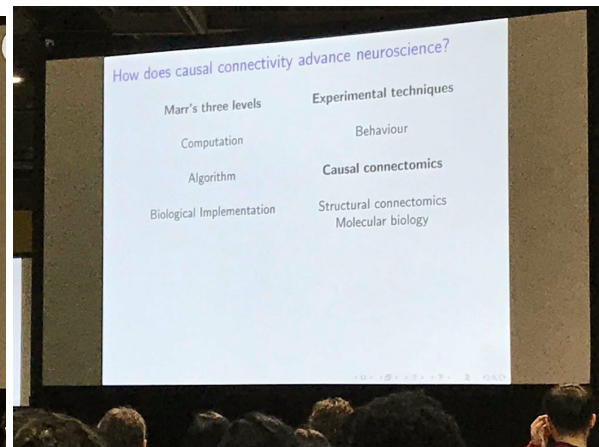 How does causal connectivity advance neuroscience?
Marr's three levels
Computation
Algorithm
Biological Implementation
Experimental techniques
Behaviour
Causal connectomics
Structural connectomics
Molecular biology